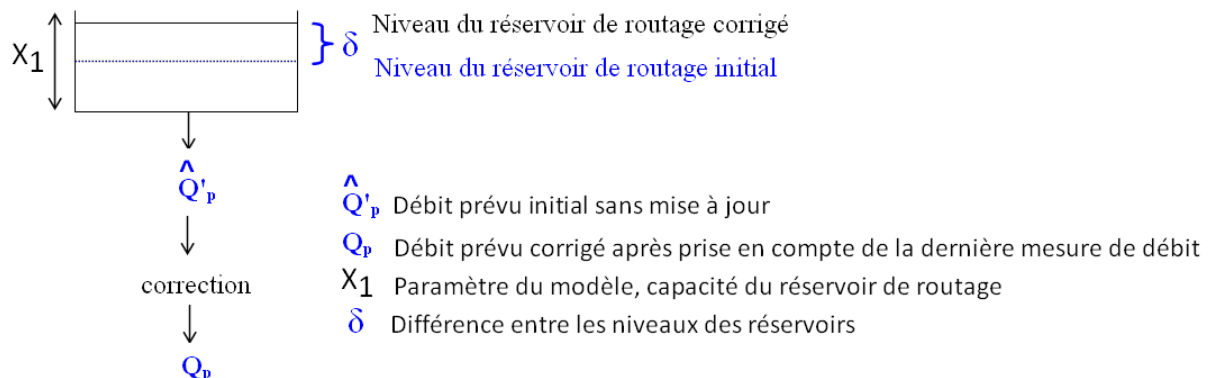 X1
δ
Niveau du réservoir de routage corrigé
Niveau du réservoir de routage initial
Q̂'p
correction
Qp
Q̂'p Débit prévu initial sans mise à jour
Qp Débit prévu corrigé après prise en compte de la dernière mesure de débit
X1 Paramètre du modèle, capacité du réservoir de routage
δ Différence entre les niveaux des réservoirs